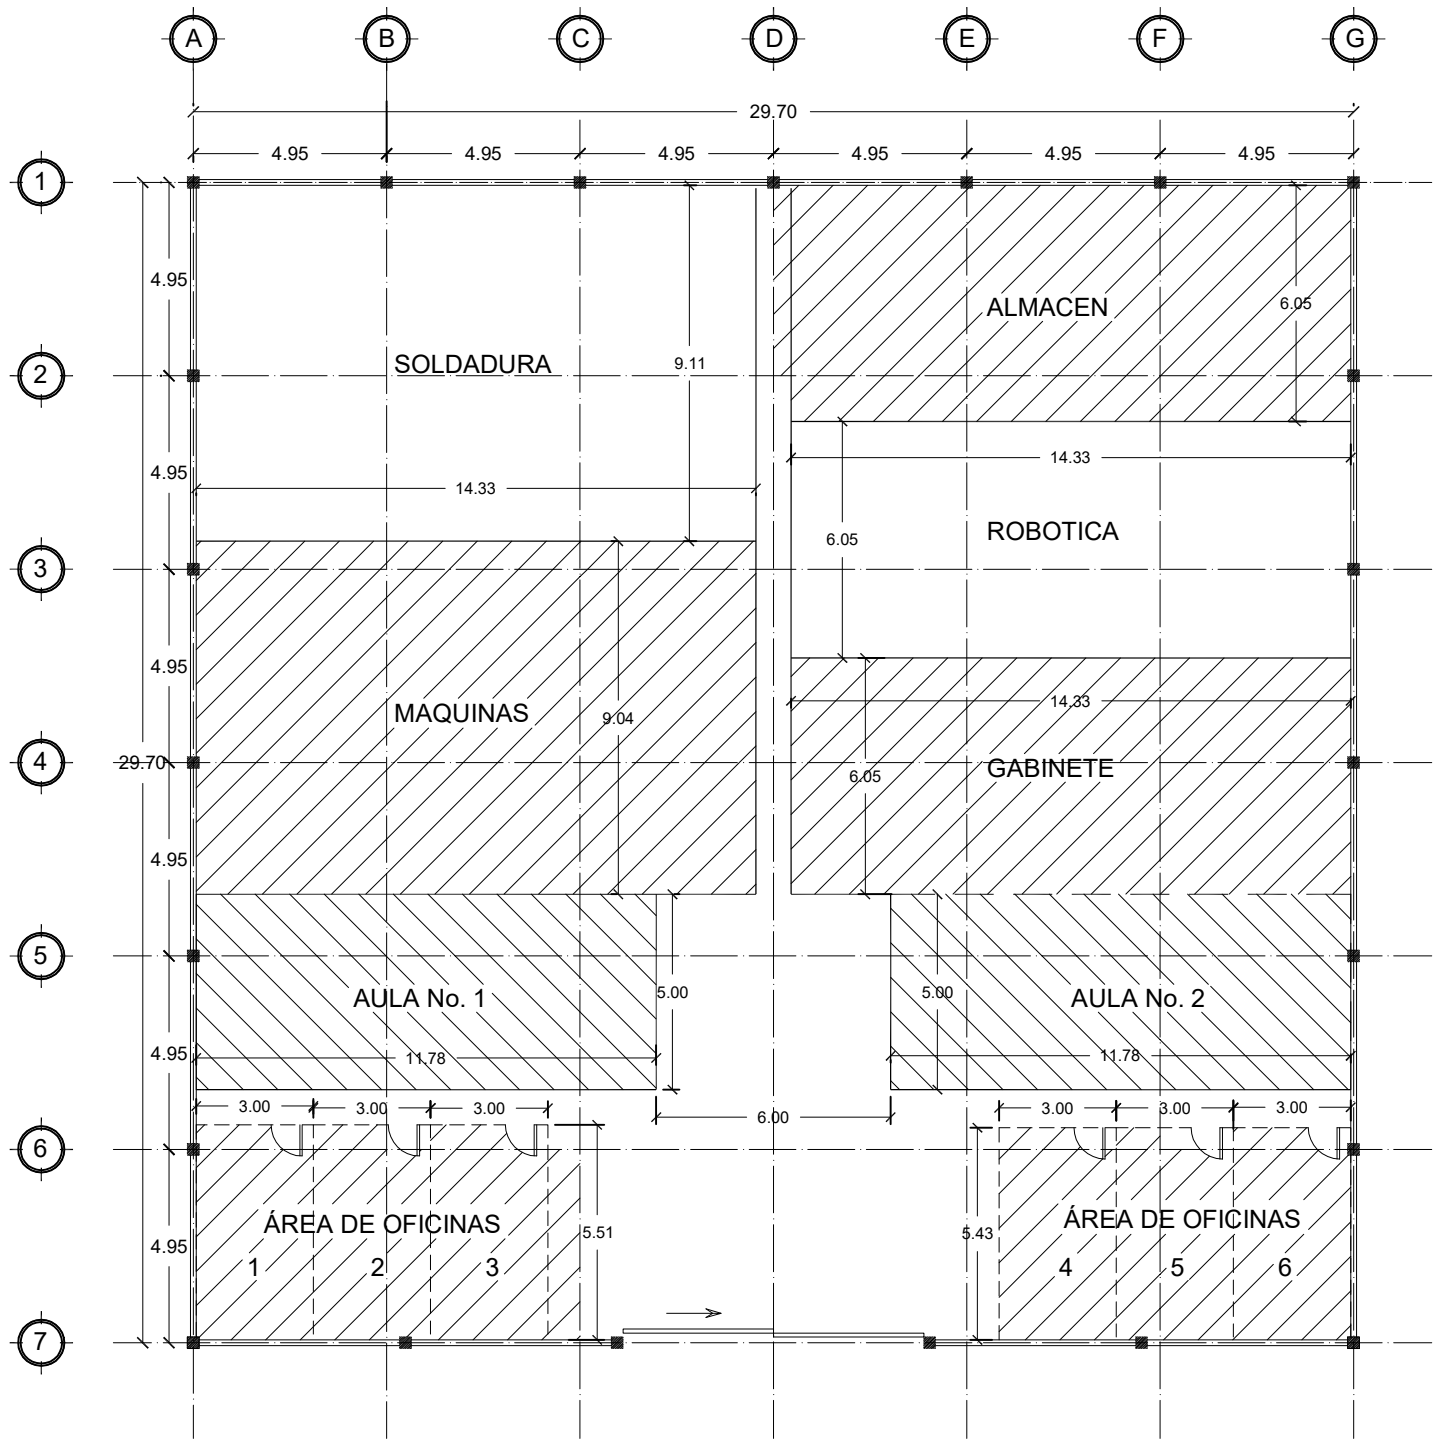 A B C D E F G
29.70
4.95 4.95 4.95 4.95 4.95 4.95
1
4.95
ALMACEN
6.05
SOLDADURA
9.11
2
14.33
4.95
14.33
ROBOTICA
6.05
3
4.95
14.33
MAQUINAS
9.04
4
29.70
GABINETE
6.05
4.95
5
AULA No. 1
5.00
5.00
AULA No. 2
4.95
11.78
11.78
3.00 3.00 3.00
6.00
3.00 3.00 3.00
6
ÁREA DE OFICINAS
5.51
5.43
ÁREA DE OFICINAS
4.95
1 2 3
4 5 6
7